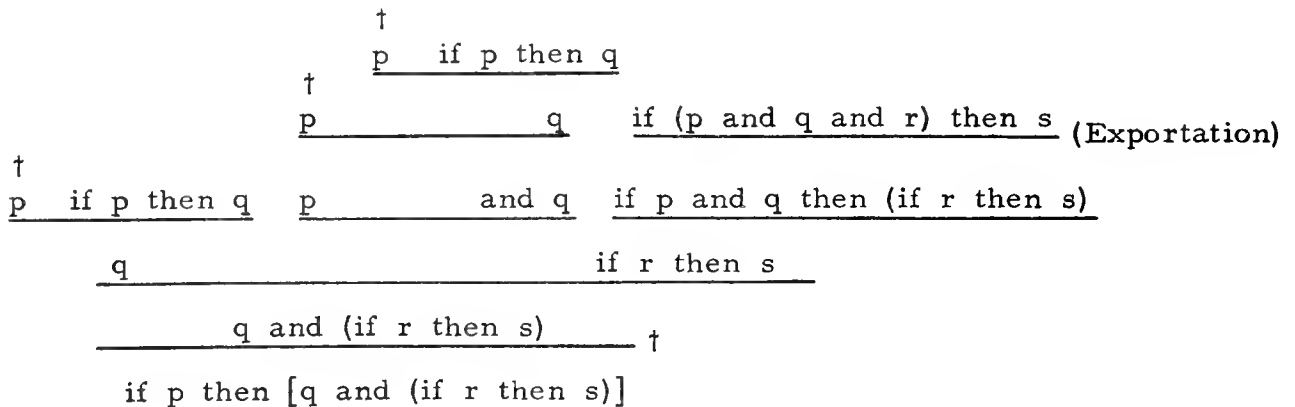 †
p if p then q
†
p q if (p and q and r) then s (Exportation)
†
p if p then q p and q if p and q then (if r then s)
q if r then s
q and (if r then s) †
if p then [q and (if r then s)]